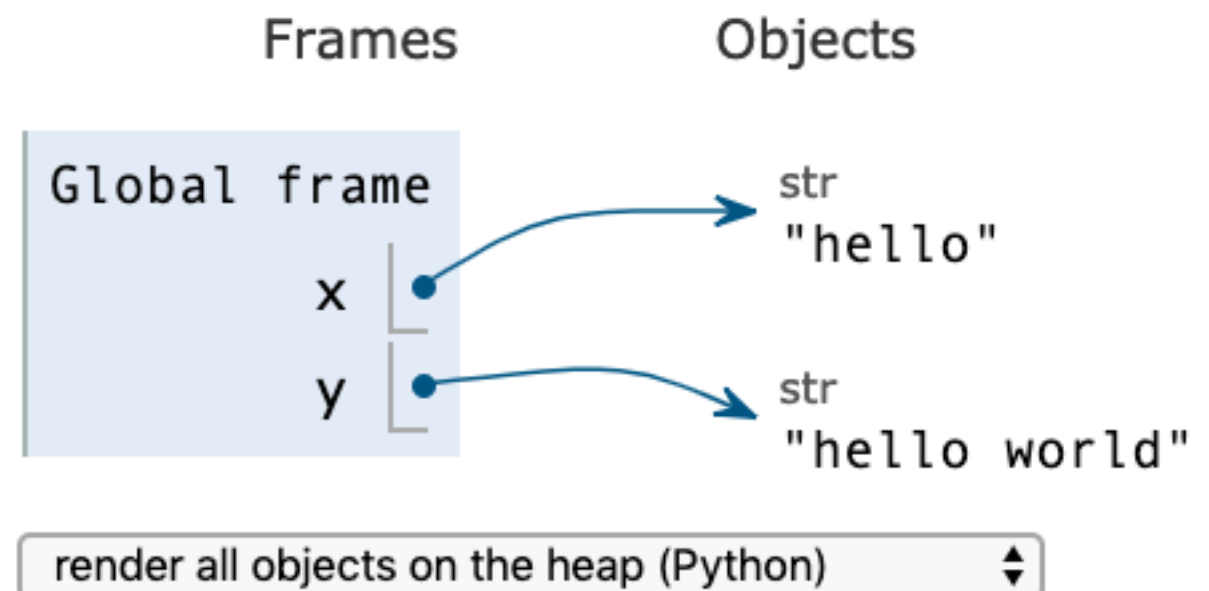 Frames Objects
Global frame
str
"hello"
x
y
str
"hello world"
render all objects on the heap (Python)